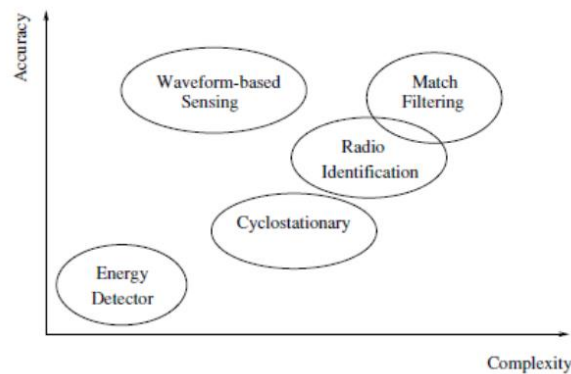 Accuracy
Waveform-based
Sensing
Match
Filtering
Radio
Identification
Cyclostationary
Energy
Detector
Complexity